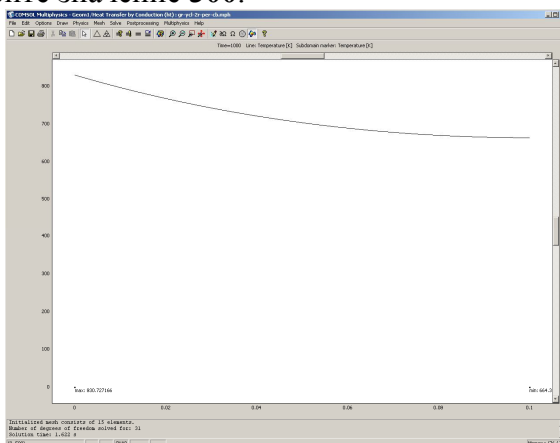 COMSOL Multiphysics - Geom1/Heat Transfer by Conduction (ht) : gr-ycl-2r-per-cb.mph
File Edit Options Draw Physics Mesh Solve Postprocessing Multiphysics Help
Time=1000 Line: Temperature [K] Subdomain marker: Temperature [K]
800
700
600
500
400
300
200
100
0
max: 830.727166
min: 664.3
0 0.02 0.04 0.06 0.08 0.1
Initialized mesh consists of 15 elements.
Number of degrees of freedom solved for: 31
Solution time: 1.622 s